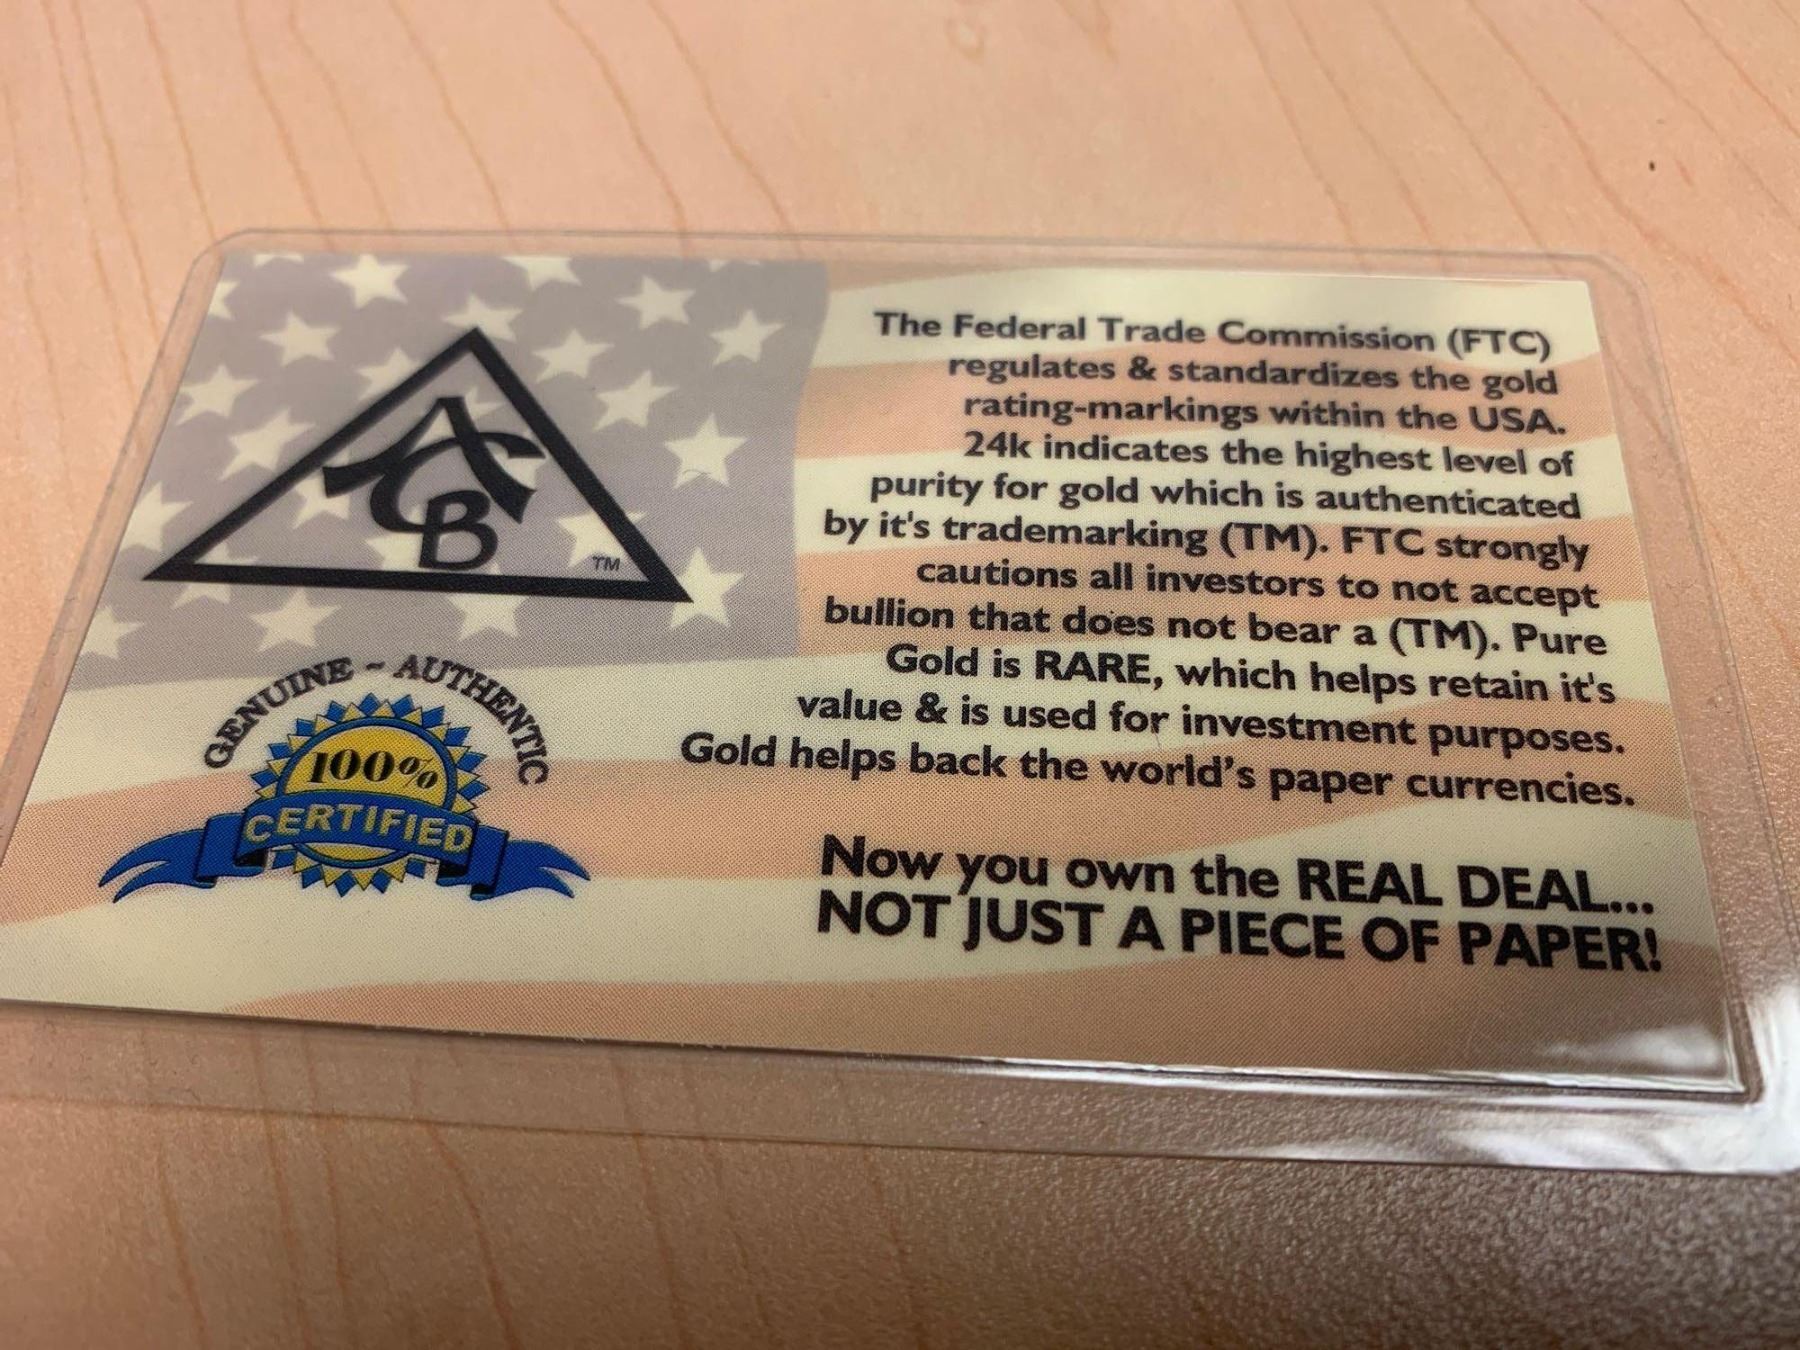 ACB
TM
GENUINE ~ AUTHENTIC
100%
CERTIFIED
The Federal Trade Commission (FTC)
regulates & standardizes the gold
rating-markings within the USA.
24k indicates the highest level of
purity for gold which is authenticated
by it's trademarking (TM). FTC strongly
cautions all investors to not accept
bullion that does not bear a (TM). Pure
Gold is RARE, which helps retain it's
value & is used for investment purposes.
Gold helps back the world's paper currencies.
Now you own the REAL DEAL...
NOT JUST A PIECE OF PAPER!